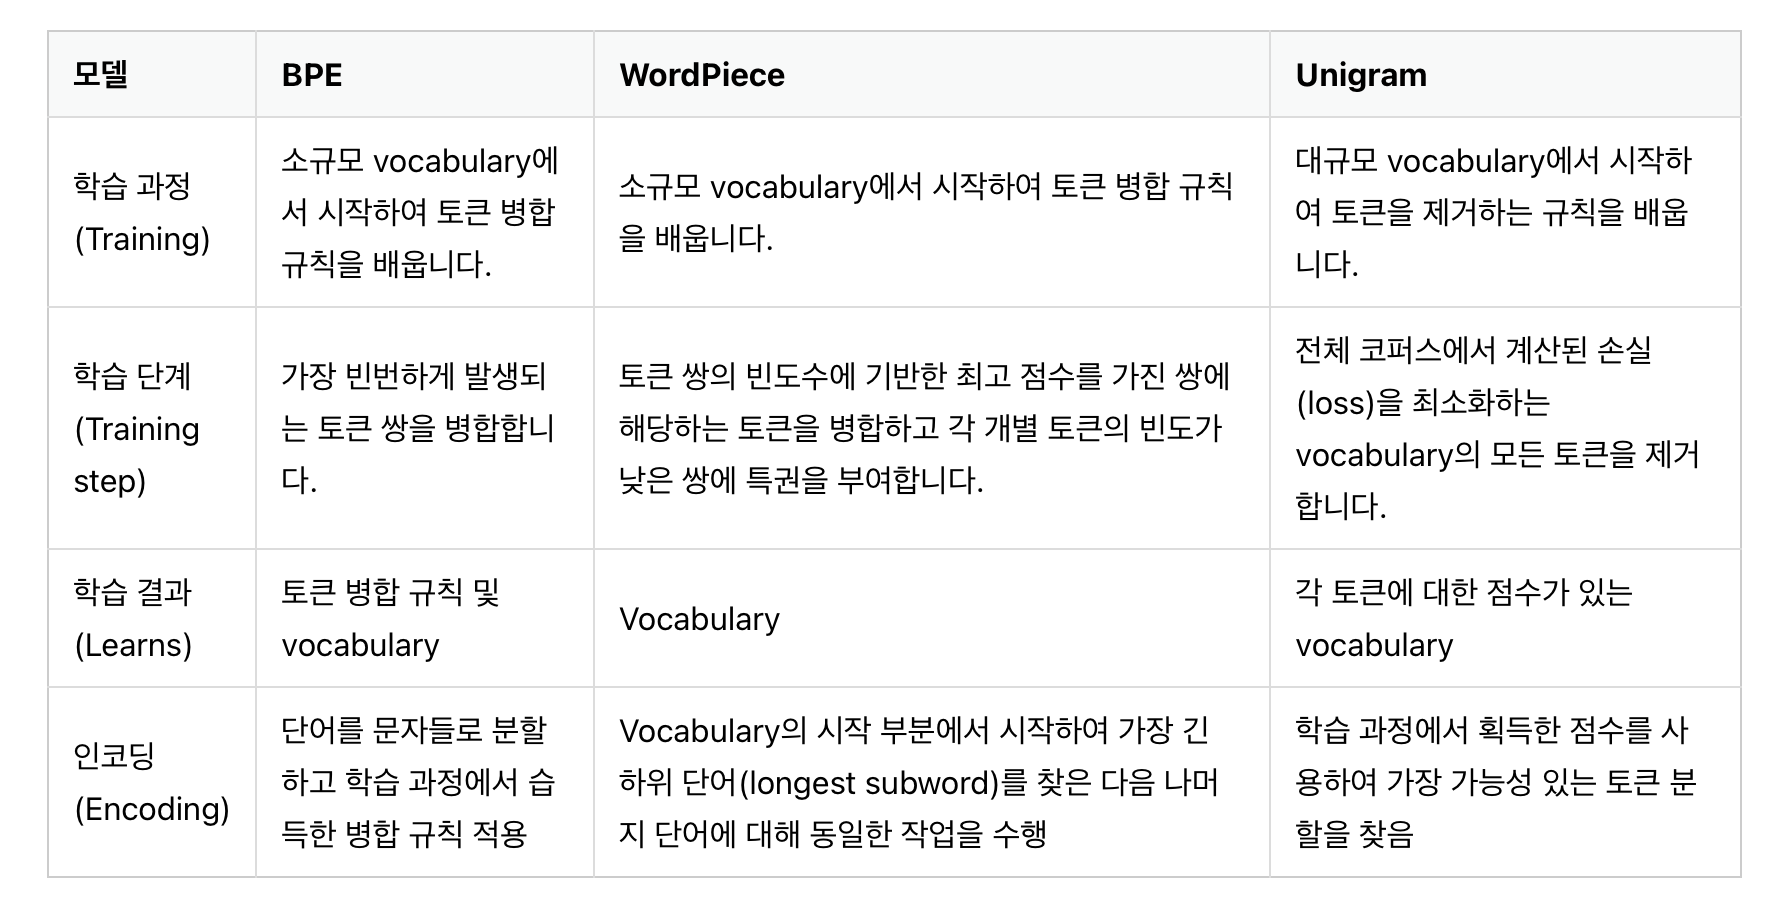 모델
BPE
WordPiece
Unigram
학습 과정
(Training)
소규모 vocabulary에
서 시작하여 토큰 병합
규칙을 배웁니다.
소규모 vocabulary에서 시작하여 토큰 병합 규칙
을 배웁니다.
대규모 vocabulary에서 시작하
여 토큰을 제거하는 규칙을 배웁
니다.
학습 단계
(Training
step)
가장 빈번하게 발생되
는 토큰 쌍을 병합합니
다.
토큰 쌍의 빈도수에 기반한 최고 점수를 가진 쌍에
해당하는 토큰을 병합하고 각 개별 토큰의 빈도가
낮은 쌍에 특권을 부여합니다.
전체 코퍼스에서 계산된 손실
(loss)을 최소화하는
vocabulary의 모든 토큰을 제거
합니다.
학습 결과
(Learns)
토큰 병합 규칙 및
vocabulary
Vocabulary
각 토큰에 대한 점수가 있는
vocabulary
인코딩
(Encoding)
단어를 문자들로 분할
하고 학습 과정에서 습
득한 병합 규칙 적용
Vocabulary의 시작 부분에서 시작하여 가장 긴
하위 단어(longest subword)를 찾은 다음 나머
지 단어에 대해 동일한 작업을 수행
학습 과정에서 획득한 점수를 사
용하여 가장 가능성 있는 토큰 분
할을 찾음